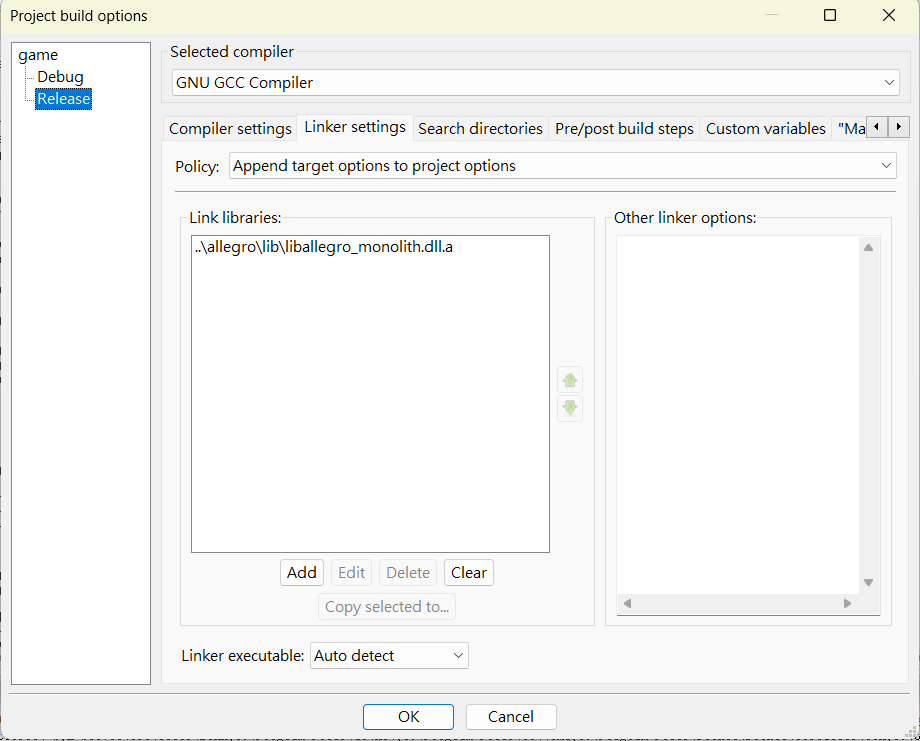 Project build options
game
Debug
Release
Selected compiler
GNU GCC Compiler
Compiler settings Linker settings Search directories Pre/post build steps Custom variables "Ma
Policy: Append target options to project options
Link libraries:
..\allegro\lib\liballegro_monolith.dll.a
Other linker options:
Add Edit Delete Clear
Copy selected to...
Linker executable: Auto detect
OK Cancel